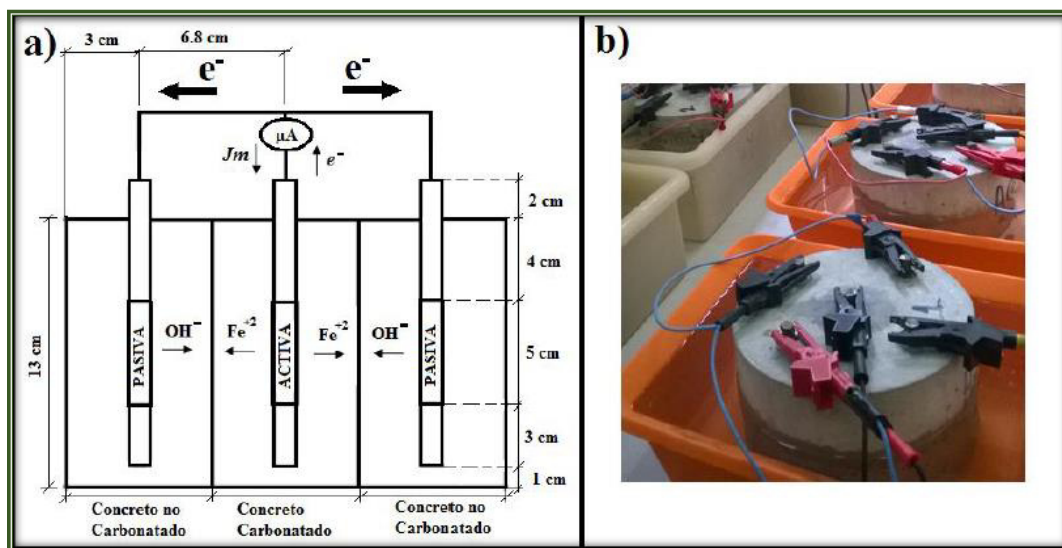 a)
3 cm
6.8 cm
e⁻
e⁻
µA
Jm
e⁻
2 cm
4 cm
5 cm
3 cm
1 cm
13 cm
PASIVA
OH⁻
Fe⁺²
ACTIVA
Fe⁺²
OH⁻
PASIVA
Concreto no
Carbonatado
Concreto
Carbonatado
Concreto no
Carbonatado
b)